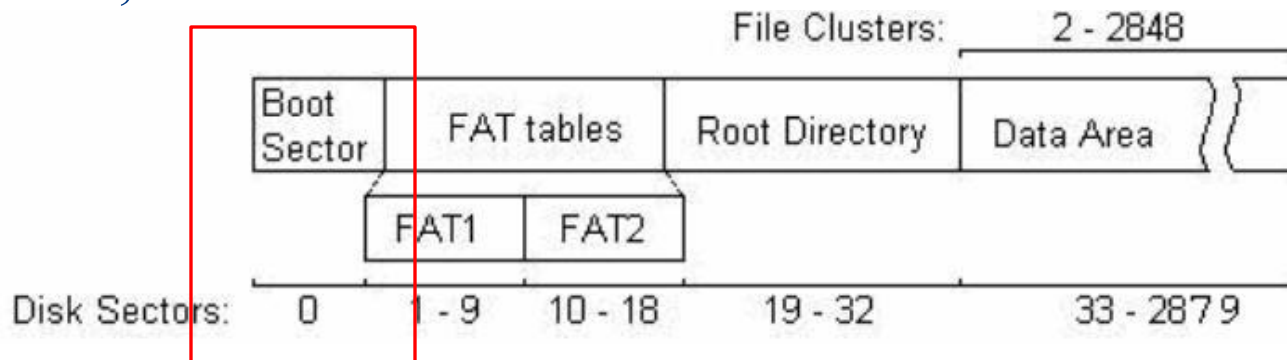 File Clusters: 2 - 2848
Boot Sector
FAT tables
Root Directory
Data Area
FAT1
FAT2
Disk Sectors: 0 1 - 9 10 - 18 19 - 32 33 - 2879